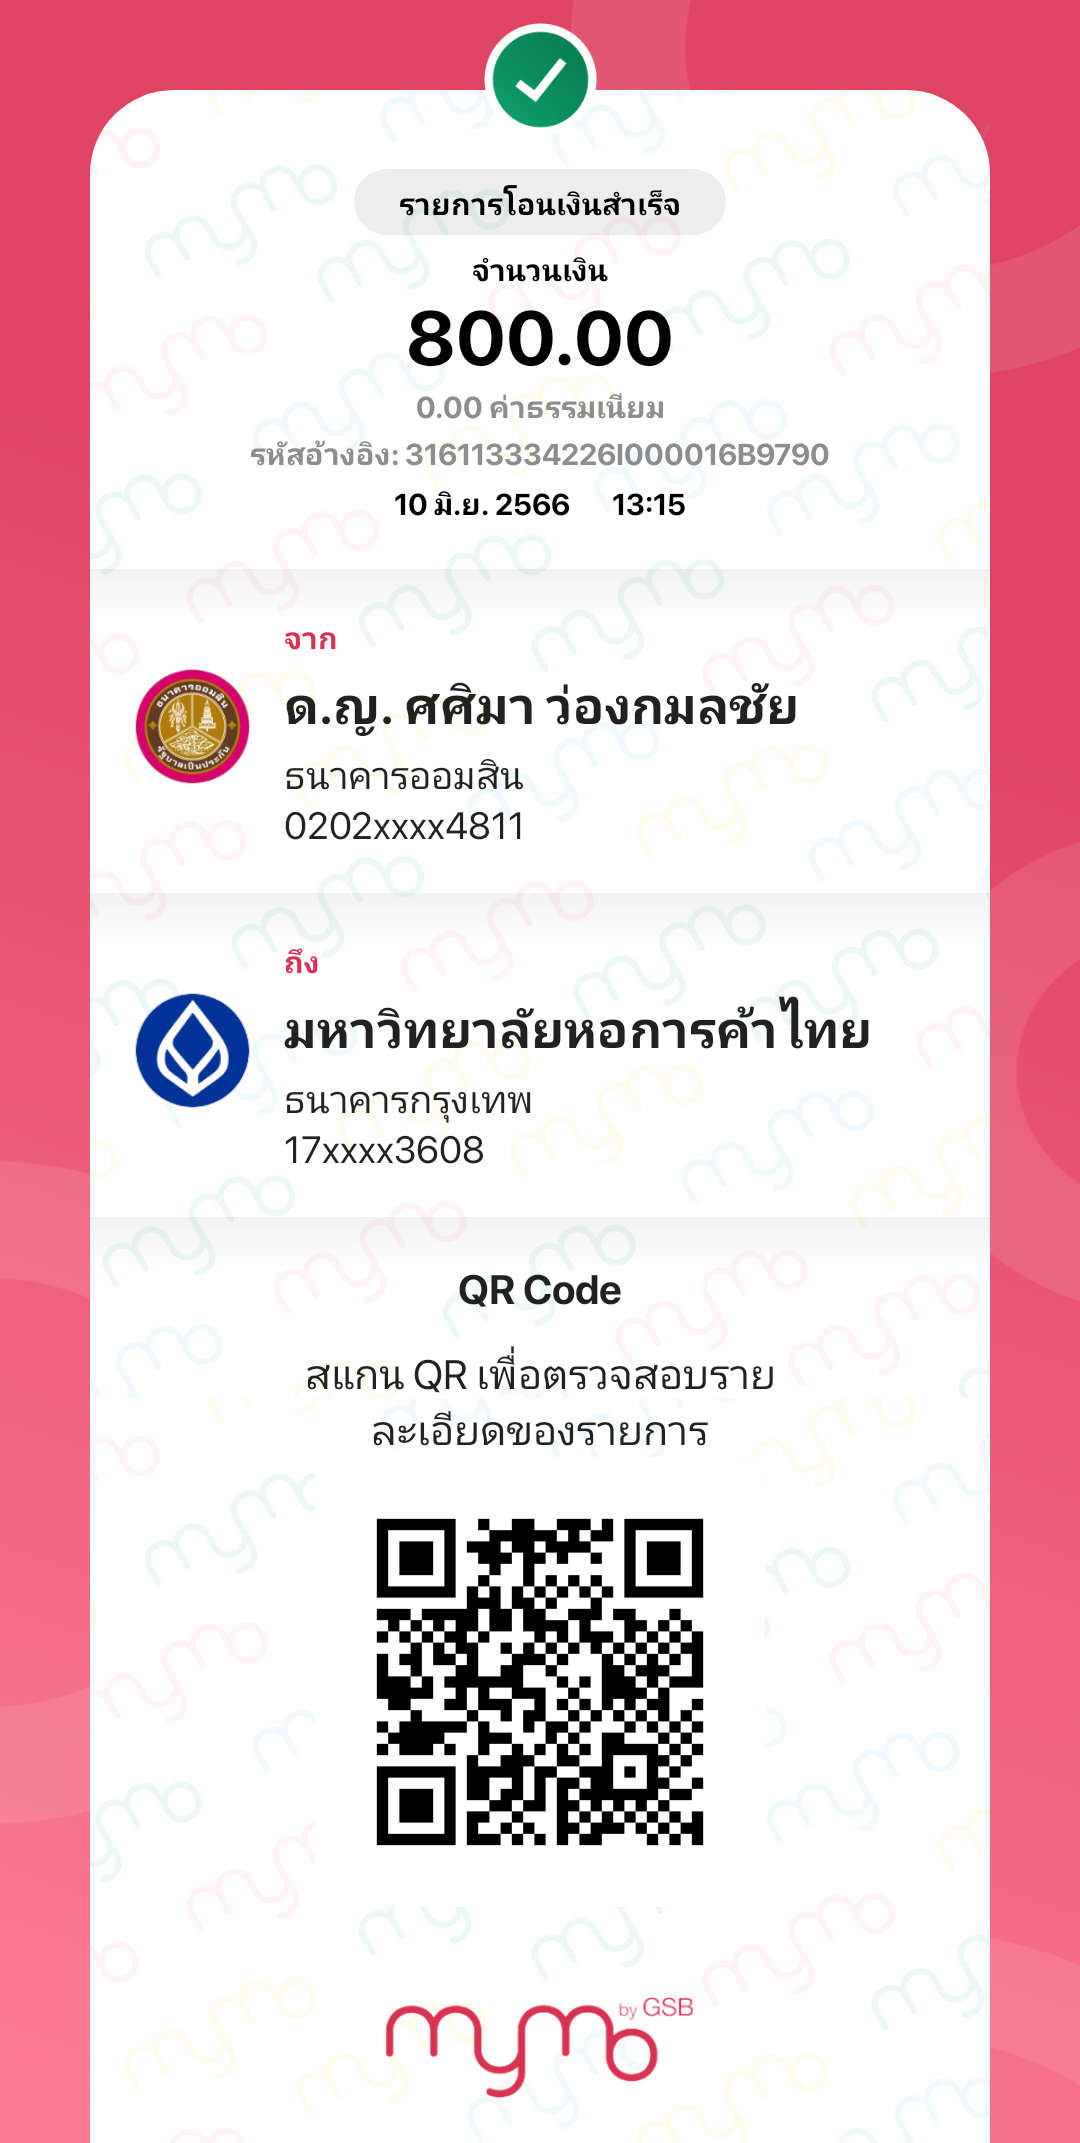 รายการโอนเงินสำเร็จ
จำนวนเงิน
800.00
0.00 ค่าธรรมเนียม
รหัสอ้างอิง: 316113334226I000016B9790
10 มิ.ย. 2566 13:15
จาก
ด.ญ. ศศิมา ว่องกมลชัย
ธนาคารออมสิน
0202xxxx4811
ถึง
มหาวิทยาลัยหอการค้าไทย
ธนาคารกรุงเทพ
17xxxx3608
QR Code
สแกน QR เพื่อตรวจสอบราย
ละเอียดของรายการ
mymo by GSB